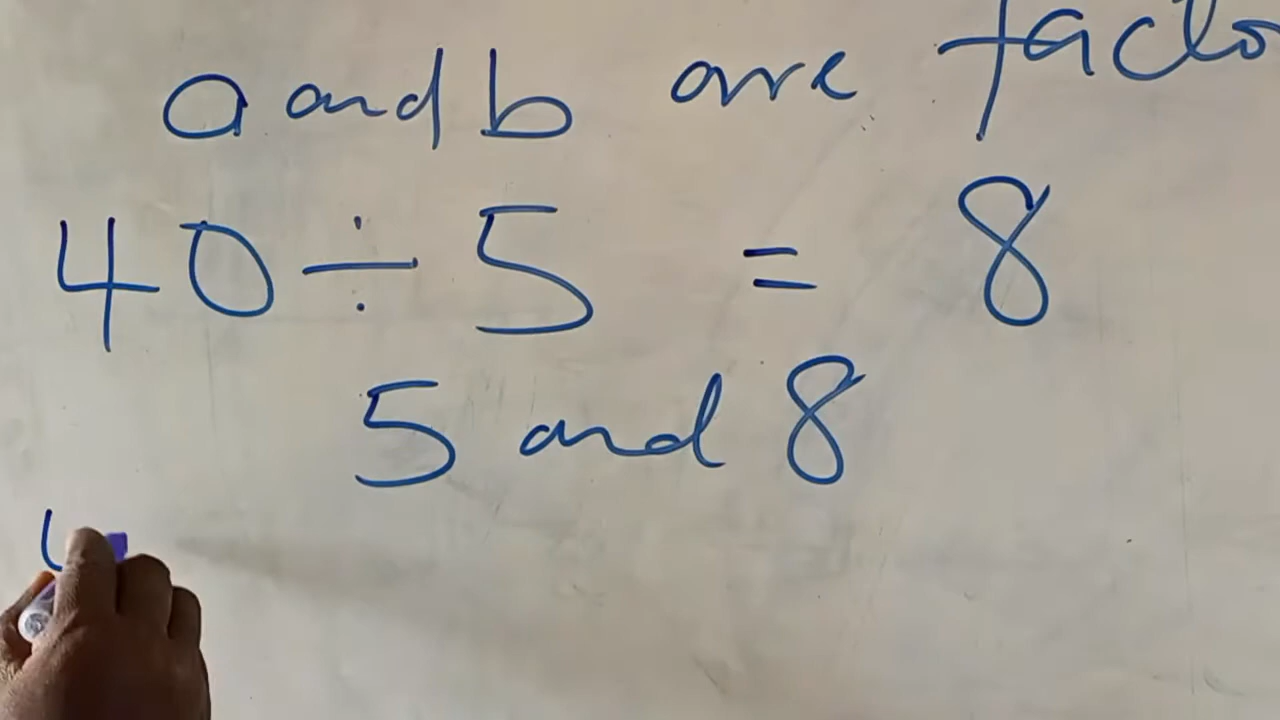 a and b are facto
40 ÷ 5 = 8
5 and 8